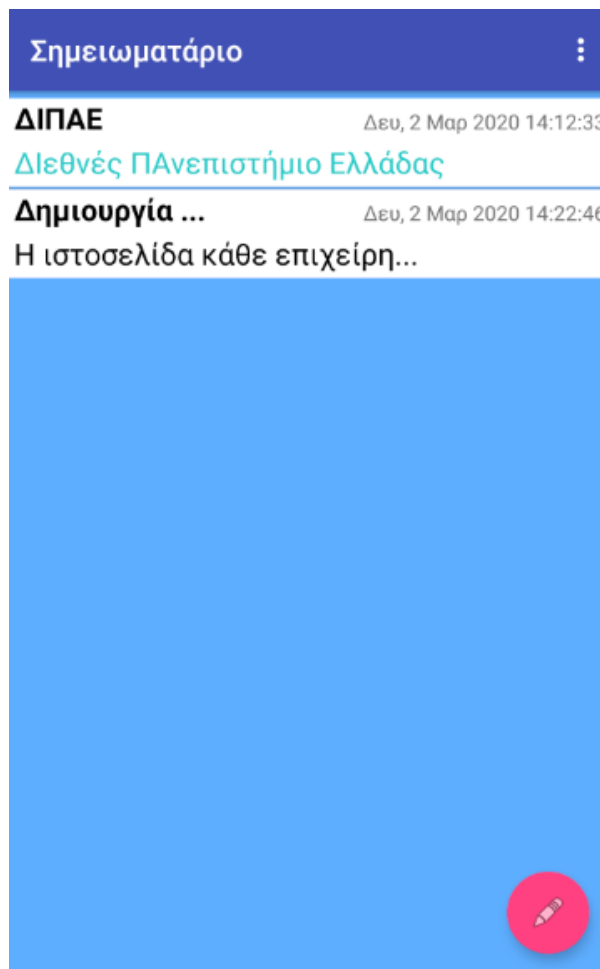 Σημειωματάριο
ΔΙΠΑΕ Δευ, 2 Μαρ 2020 14:12:33
ΔΙεθνές ΠΑνεπιστήμιο Ελλάδας
Δημιουργία ... Δευ, 2 Μαρ 2020 14:22:46
Η ιστοσελίδα κάθε επιχείρη...